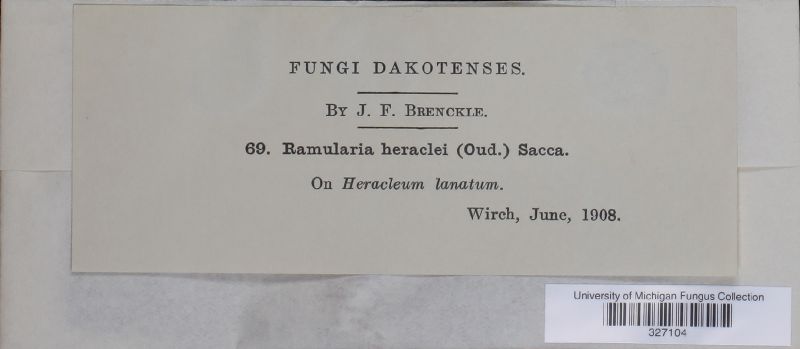 FUNGI DAKOTENSES.
BY J. F. BRENCKLE.
69. Ramularia heraclei (Oud.) Sacca.
On Heracleum lanatum.
Wirch, June, 1908.
University of Michigan Fungus Collection
327104